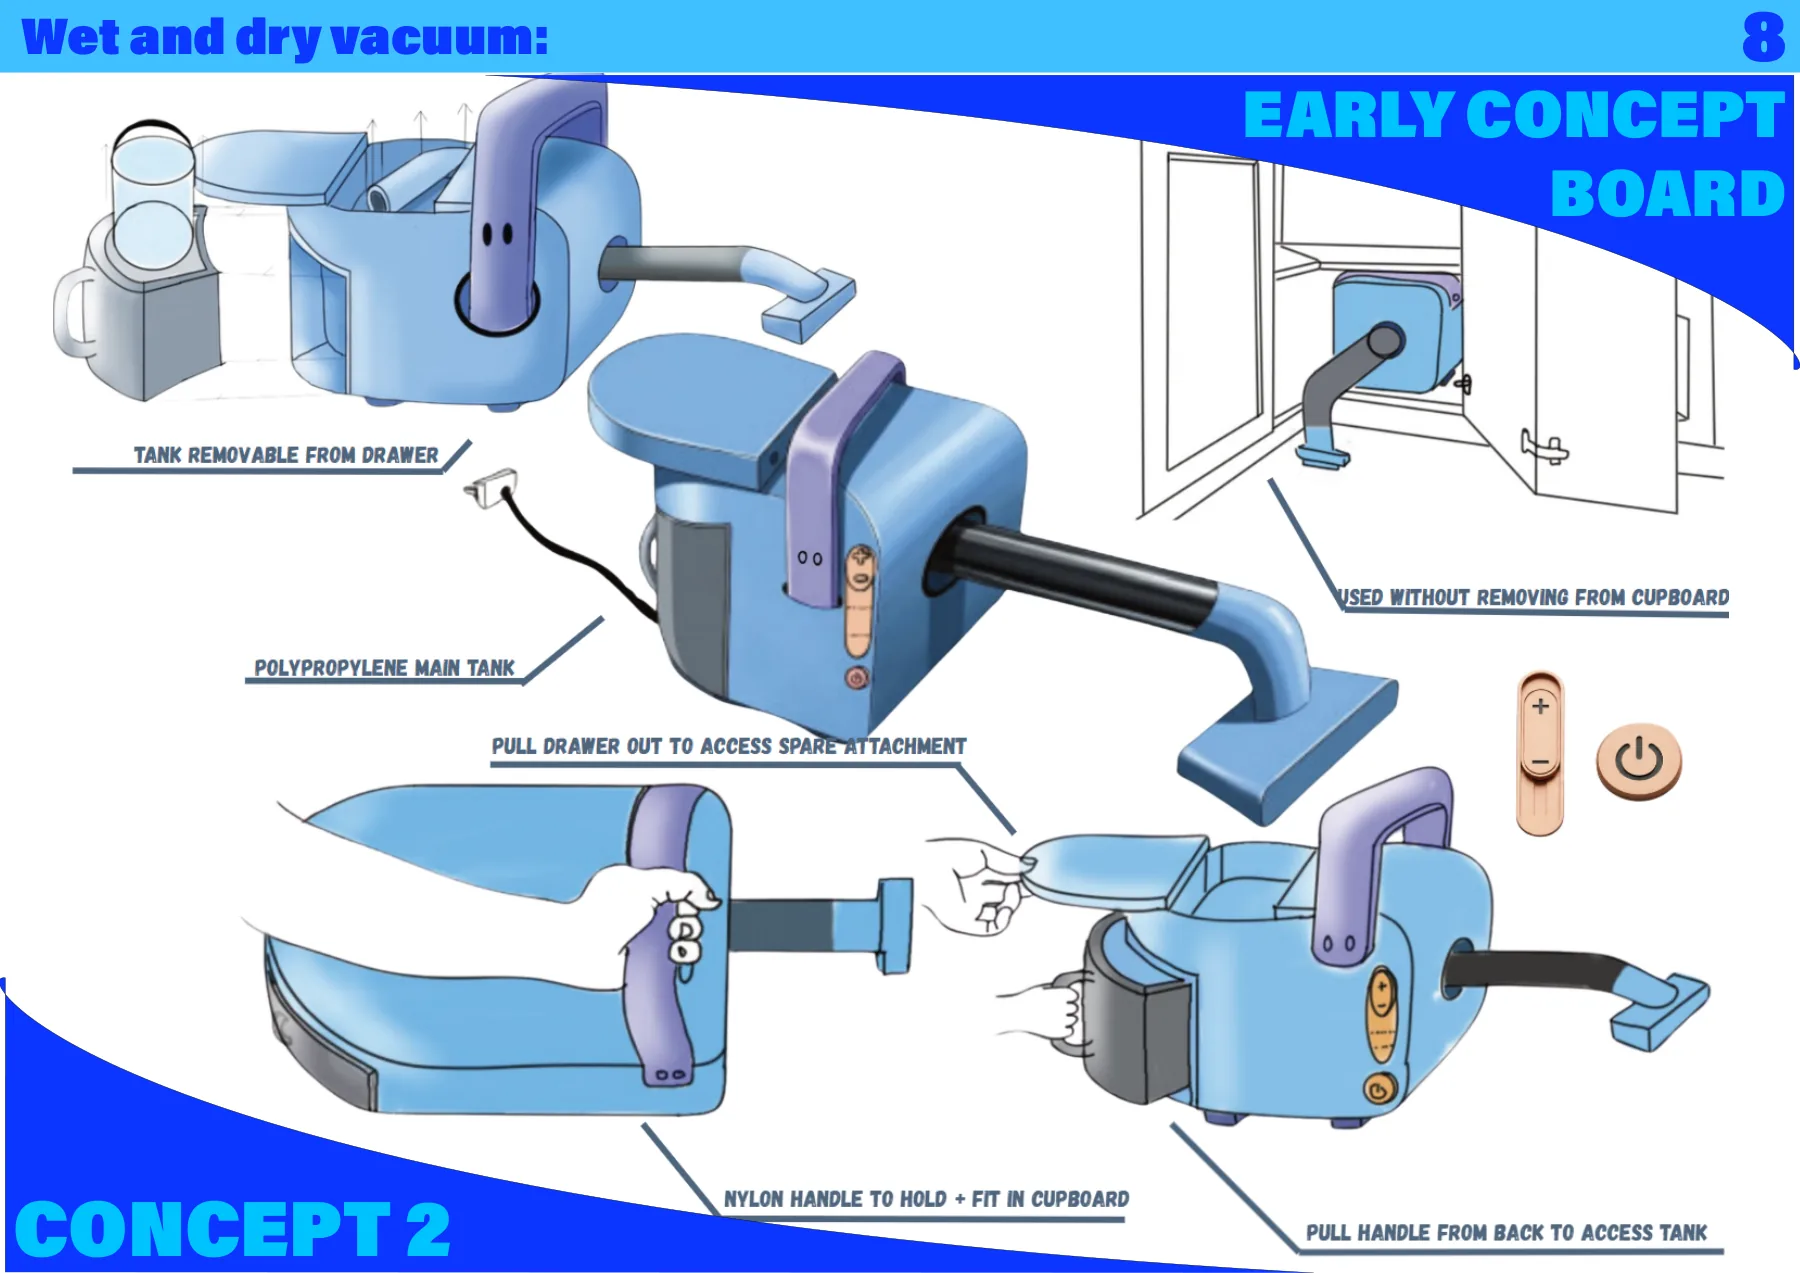 Wet and dry vacuum:
8
EARLY CONCEPT
BOARD
TANK REMOVABLE FROM DRAWER
USED WITHOUT REMOVING FROM CUPBOARD
POLYPROPYLENE MAIN TANK
PULL DRAWER OUT TO ACCESS SPARE ATTACHMENT
NYLON HANDLE TO HOLD + FIT IN CUPBOARD
PULL HANDLE FROM BACK TO ACCESS TANK
CONCEPT 2